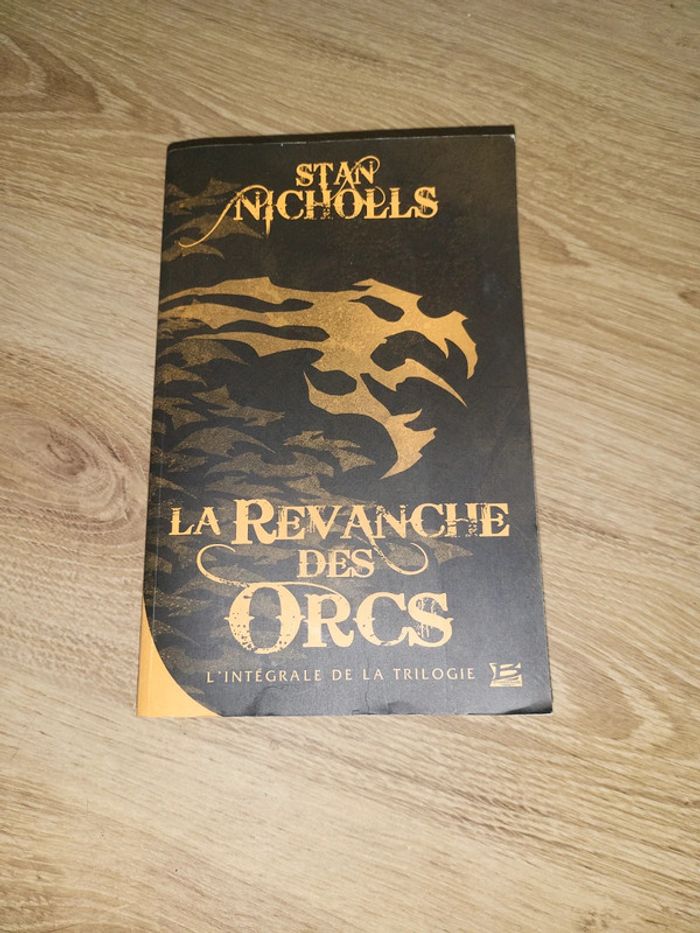 STAN
NICHOLLS
LA REVANCHE
DES
ORCS
L'INTÉGRALE DE LA TRILOGIE